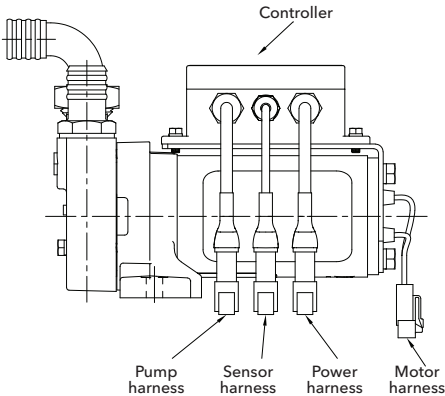 Controller
Pump
harness
Sensor
harness
Power
harness
Motor
harness